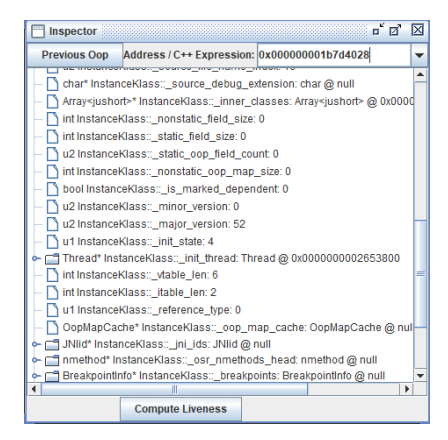 Inspector
Previous Oop Address / C++ Expression: 0x000000001b7d4028
char* InstanceKlass::_source_debug_extension: char @ null
Array<jushort>* InstanceKlass::_inner_classes: Array<jushort> @ 0x0000
int InstanceKlass::_nonstatic_field_size: 0
int InstanceKlass::_static_field_size: 0
u2 InstanceKlass::_static_oop_field_count: 0
int InstanceKlass::_nonstatic_oop_map_size: 0
bool InstanceKlass::_is_marked_dependent: 0
u2 InstanceKlass::_minor_version: 0
u2 InstanceKlass::_major_version: 52
u1 InstanceKlass::_init_state: 4
Thread* InstanceKlass::_init_thread: Thread @ 0x0000000002653800
int InstanceKlass::_vtable_len: 6
int InstanceKlass::_itable_len: 2
u1 InstanceKlass::_reference_type: 0
OopMapCache* InstanceKlass::_oop_map_cache: OopMapCache @ nul
JNIid* InstanceKlass::_jni_ids: JNIid @ null
nmethod* InstanceKlass::_osr_nmethods_head: nmethod @ null
BreakpointInfo* InstanceKlass::_breakpoints: BreakpointInfo @ null
Compute Liveness